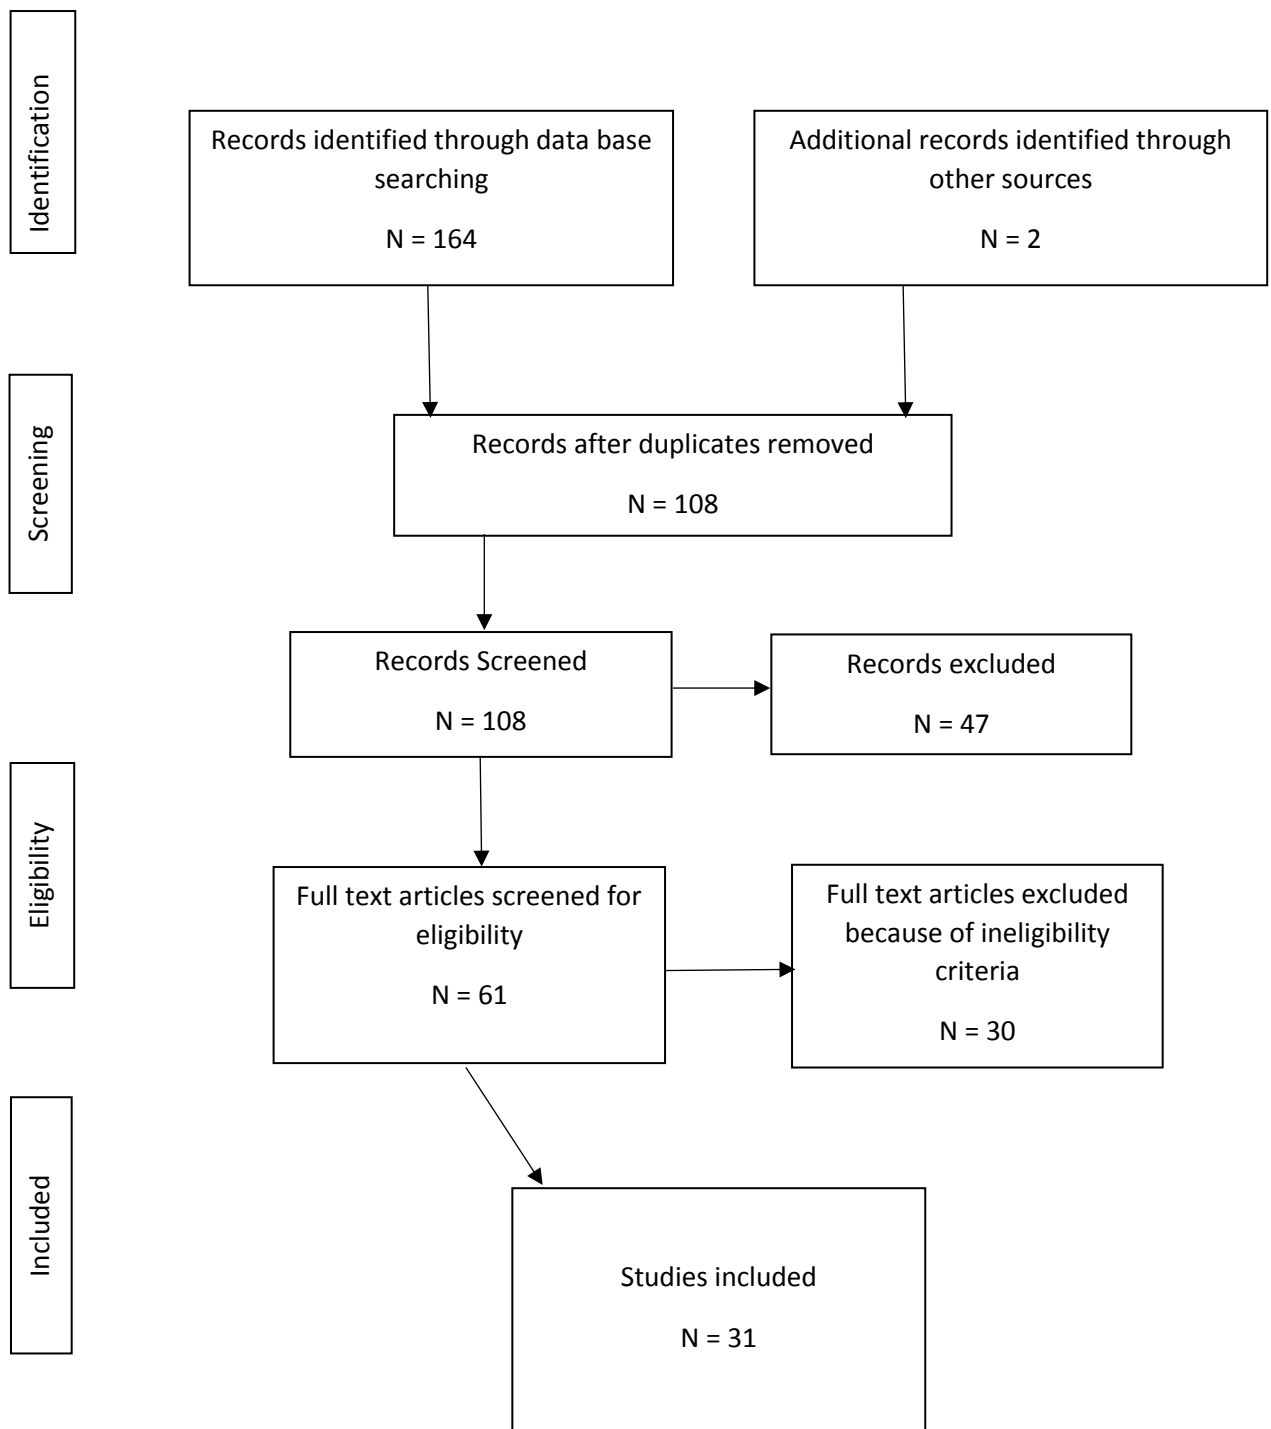 Identification
Records identified through data base
searching
N = 164
Additional records identified through
other sources
N = 2
Screening
Records after duplicates removed
N = 108
Records Screened
N = 108
Records excluded
N = 47
Eligibility
Full text articles screened for
eligibility
N = 61
Full text articles excluded
because of ineligibility
criteria
N = 30
Included
Studies included
N = 31